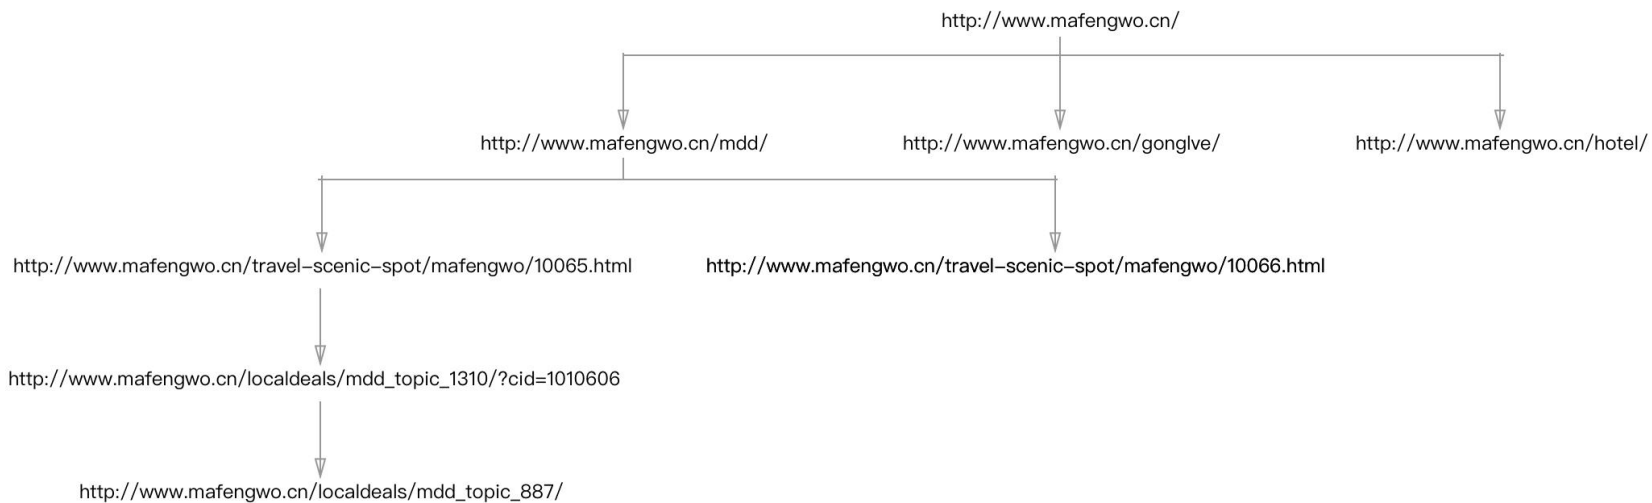 http://www.mafengwo.cn/
http://www.mafengwo.cn/mdd/
http://www.mafengwo.cn/gonglve/
http://www.mafengwo.cn/hotel/
http://www.mafengwo.cn/travel-scenic-spot/mafengwo/10065.html
http://www.mafengwo.cn/travel-scenic-spot/mafengwo/10066.html
http://www.mafengwo.cn/localdeals/mdd_topic_1310/?cid=1010606
http://www.mafengwo.cn/localdeals/mdd_topic_887/